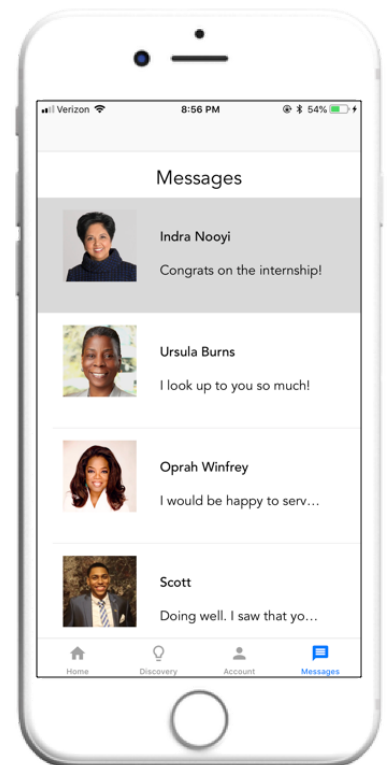 Verizon 8:56 PM 54%
Messages
Indra Nooyi
Congrats on the internship!
Ursula Burns
I look up to you so much!
Oprah Winfrey
I would be happy to serv...
Scott
Doing well. I saw that yo...
Home Discovery Account Messages